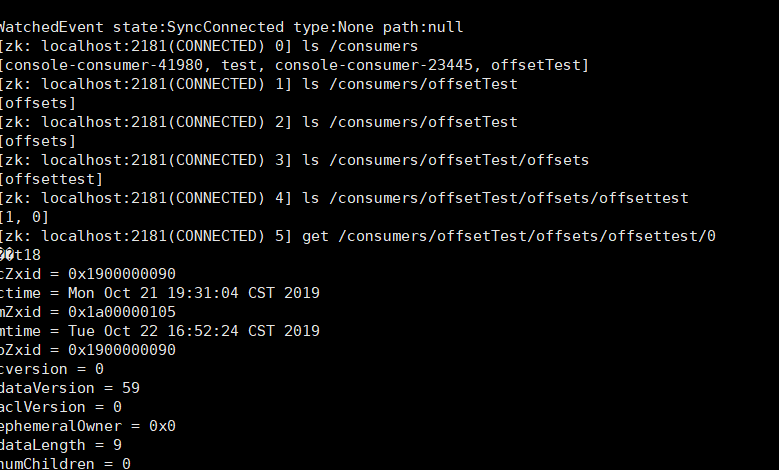 WatchedEvent state:SyncConnected type:None path:null
[zk: localhost:2181(CONNECTED) 0] ls /consumers
[console-consumer-41980, test, console-consumer-23445, offsetTest]
[zk: localhost:2181(CONNECTED) 1] ls /consumers/offsetTest
[offsets]
[zk: localhost:2181(CONNECTED) 2] ls /consumers/offsetTest
[offsets]
[zk: localhost:2181(CONNECTED) 3] ls /consumers/offsetTest/offsets
[offsettest]
[zk: localhost:2181(CONNECTED) 4] ls /consumers/offsetTest/offsets/offsettest
[1, 0]
[zk: localhost:2181(CONNECTED) 5] get /consumers/offsetTest/offsets/offsettest/0
��t18
cZxid = 0x1900000090
ctime = Mon Oct 21 19:31:04 CST 2019
mZxid = 0x1a00000105
mtime = Tue Oct 22 16:52:24 CST 2019
pZxid = 0x1900000090
cversion = 0
dataVersion = 59
aclVersion = 0
ephemeralOwner = 0x0
dataLength = 9
numChildren = 0